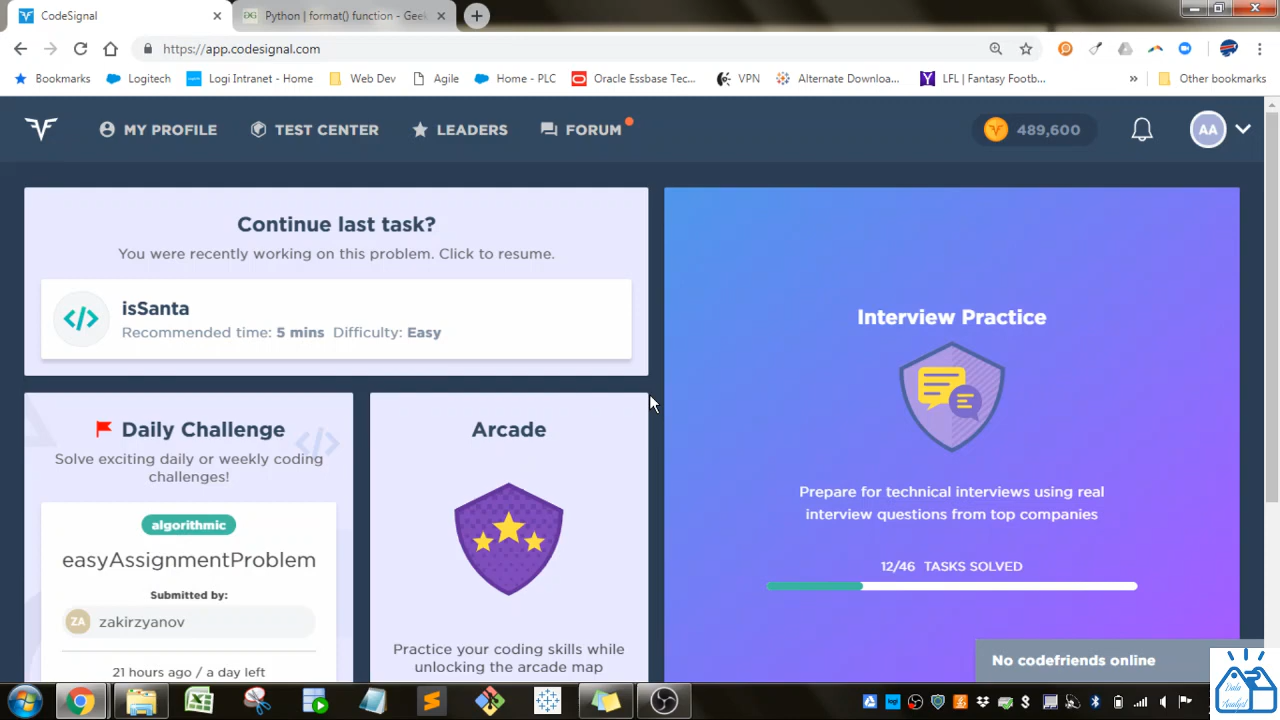 CodeSignal
Python | format() function - Geek
https://app.codesignal.com
Bookmarks
Logitech
Logi Intranet - Home
Web Dev
Agile
Home - PLC
Oracle Essbase Tec...
VPN
Alternate Downloa...
LFL | Fantasy Footb...
»
Other bookmarks
MY PROFILE
TEST CENTER
LEADERS
FORUM
489,600
AA
Continue last task?
You were recently working on this problem. Click to resume.
isSanta
Recommended time: 5 mins Difficulty: Easy
Daily Challenge
Solve exciting daily or weekly coding
challenges!
algorithmic
easyAssignmentProblem
Submitted by:
ZA zakirzyanov
21 hours ago / a day left
Arcade
Practice your coding skills while
unlocking the arcade map
Interview Practice
Prepare for technical interviews using real
interview questions from top companies
12/46 TASKS SOLVED
No codefriends online
Data
Analyst